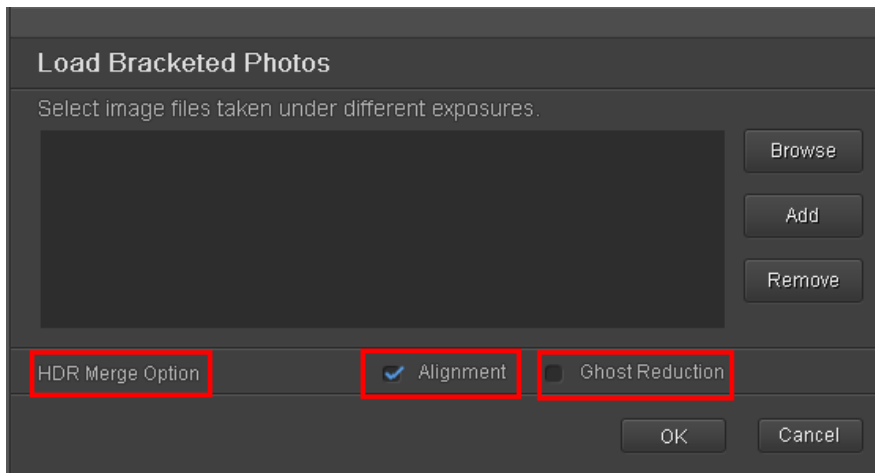 Load Bracketed Photos
Select image files taken under different exposures.
Browse
Add
Remove
HDR Merge Option
Alignment
Ghost Reduction
OK
Cancel